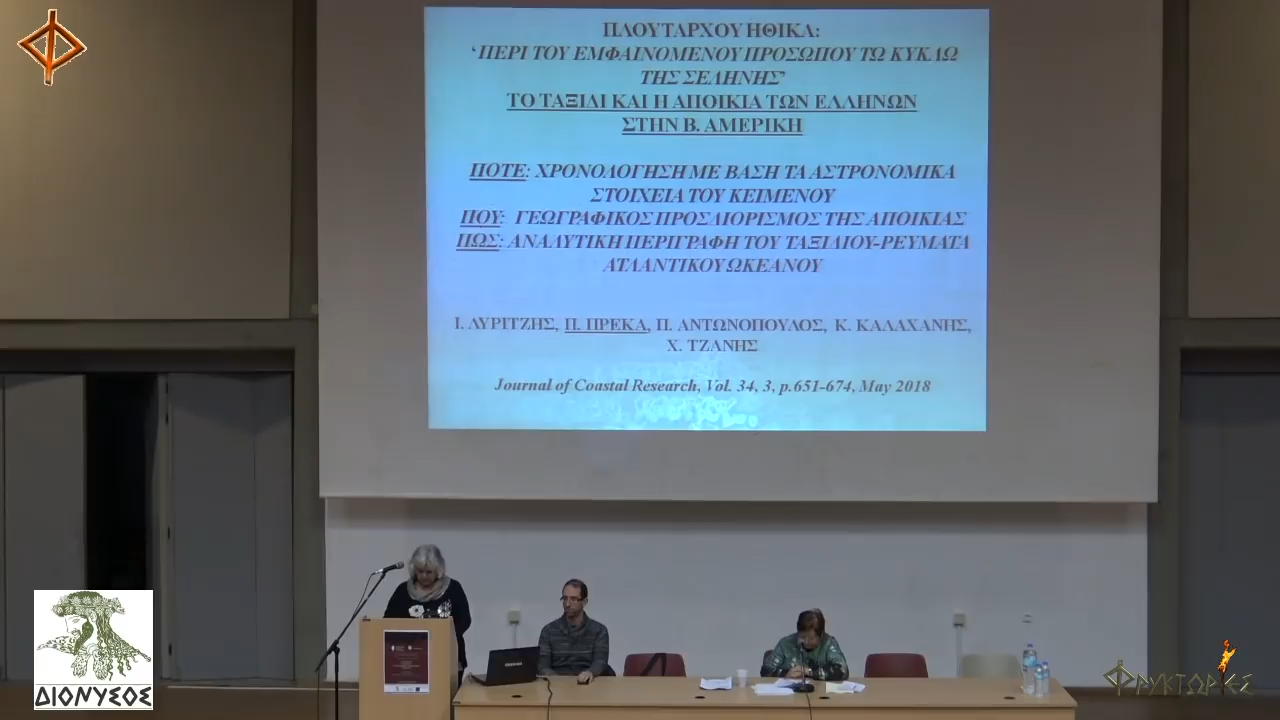 ΠΛΟΥΤΑΡΧΟΥ ΗΘΙΚΑ:
‘ΠΕΡΙ ΤΟΥ ΕΜΦΑΙΝΟΜΕΝΟΥ ΠΡΟΣΩΠΟΥ ΤΩ ΚΥΚΛΩ
ΤΗΣ ΣΕΛΗΝΗΣ’
ΤΟ ΤΑΞΙΔΙ ΚΑΙ Η ΑΠΟΙΚΙΑ ΤΩΝ ΕΛΛΗΝΩΝ
ΣΤΗΝ Β. ΑΜΕΡΙΚΗ
ΠΟΤΕ: ΧΡΟΝΟΛΟΓΗΣΗ ΜΕ ΒΑΣΗ ΤΑ ΑΣΤΡΟΝΟΜΙΚΑ
ΣΤΟΙΧΕΙΑ ΤΟΥ ΚΕΙΜΕΝΟΥ
ΠΟΥ: ΓΕΩΓΡΑΦΙΚΟΣ ΠΡΟΣΔΙΟΡΙΣΜΟΣ ΤΗΣ ΑΠΟΙΚΙΑΣ
ΠΩΣ: ΑΝΑΛΥΤΙΚΗ ΠΕΡΙΓΡΑΦΗ ΤΟΥ ΤΑΞΙΔΙΟΥ-ΡΕΥΜΑΤΑ
ΑΤΛΑΝΤΙΚΟΥ ΩΚΕΑΝΟΥ
Ι. ΛΥΡΙΤΖΗΣ, Π. ΠΡΕΚΑ, Π. ΑΝΤΩΝΟΠΟΥΛΟΣ, Κ. ΚΑΛΑΧΑΝΗΣ,
Χ. ΤΖΑΝΗΣ
Journal of Coastal Research, Vol. 34, 3, p.651-674, May 2018
ΔΙΟΝΥΣΟΣ
ΦΡΥΚΤΩΡΙΕΣ